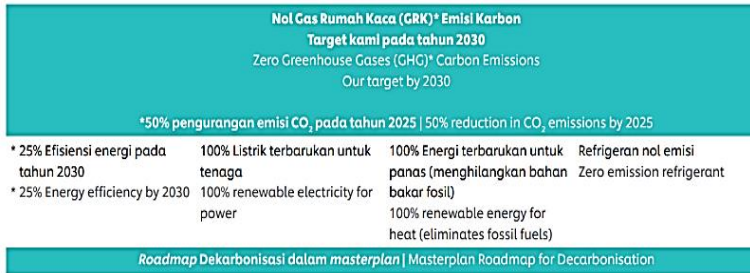 Nol Gas Rumah Kaca (GRK)* Emisi Karbon
Target kami pada tahun 2030
Zero Greenhouse Gases (GHG)* Carbon Emissions
Our target by 2030
*50% pengurangan emisi CO₂ pada tahun 2025 | 50% reduction in CO₂ emissions by 2025
* 25% Efisiensi energi pada
tahun 2030
* 25% Energy efficiency by 2030
100% Listrik terbarukan untuk
tenaga
100% renewable electricity for
power
100% Energi terbarukan untuk
panas (menghilangkan bahan
bakar fosil)
100% renewable energy for
heat (eliminates fossil fuels)
Refrigeran nol emisi
Zero emission refrigerant
Roadmap Dekarbonisasi dalam masterplan | Masterplan Roadmap for Decarbonisation